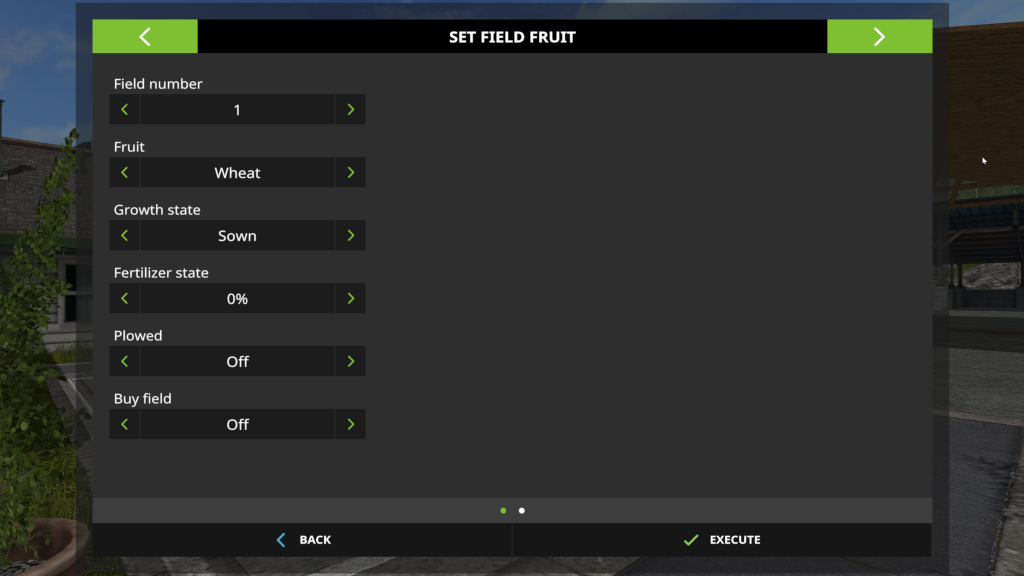 SET FIELD FRUIT
Field number
1
Fruit
Wheat
Growth state
Sown
Fertilizer state
0%
Plowed
Off
Buy field
Off
BACK
EXECUTE